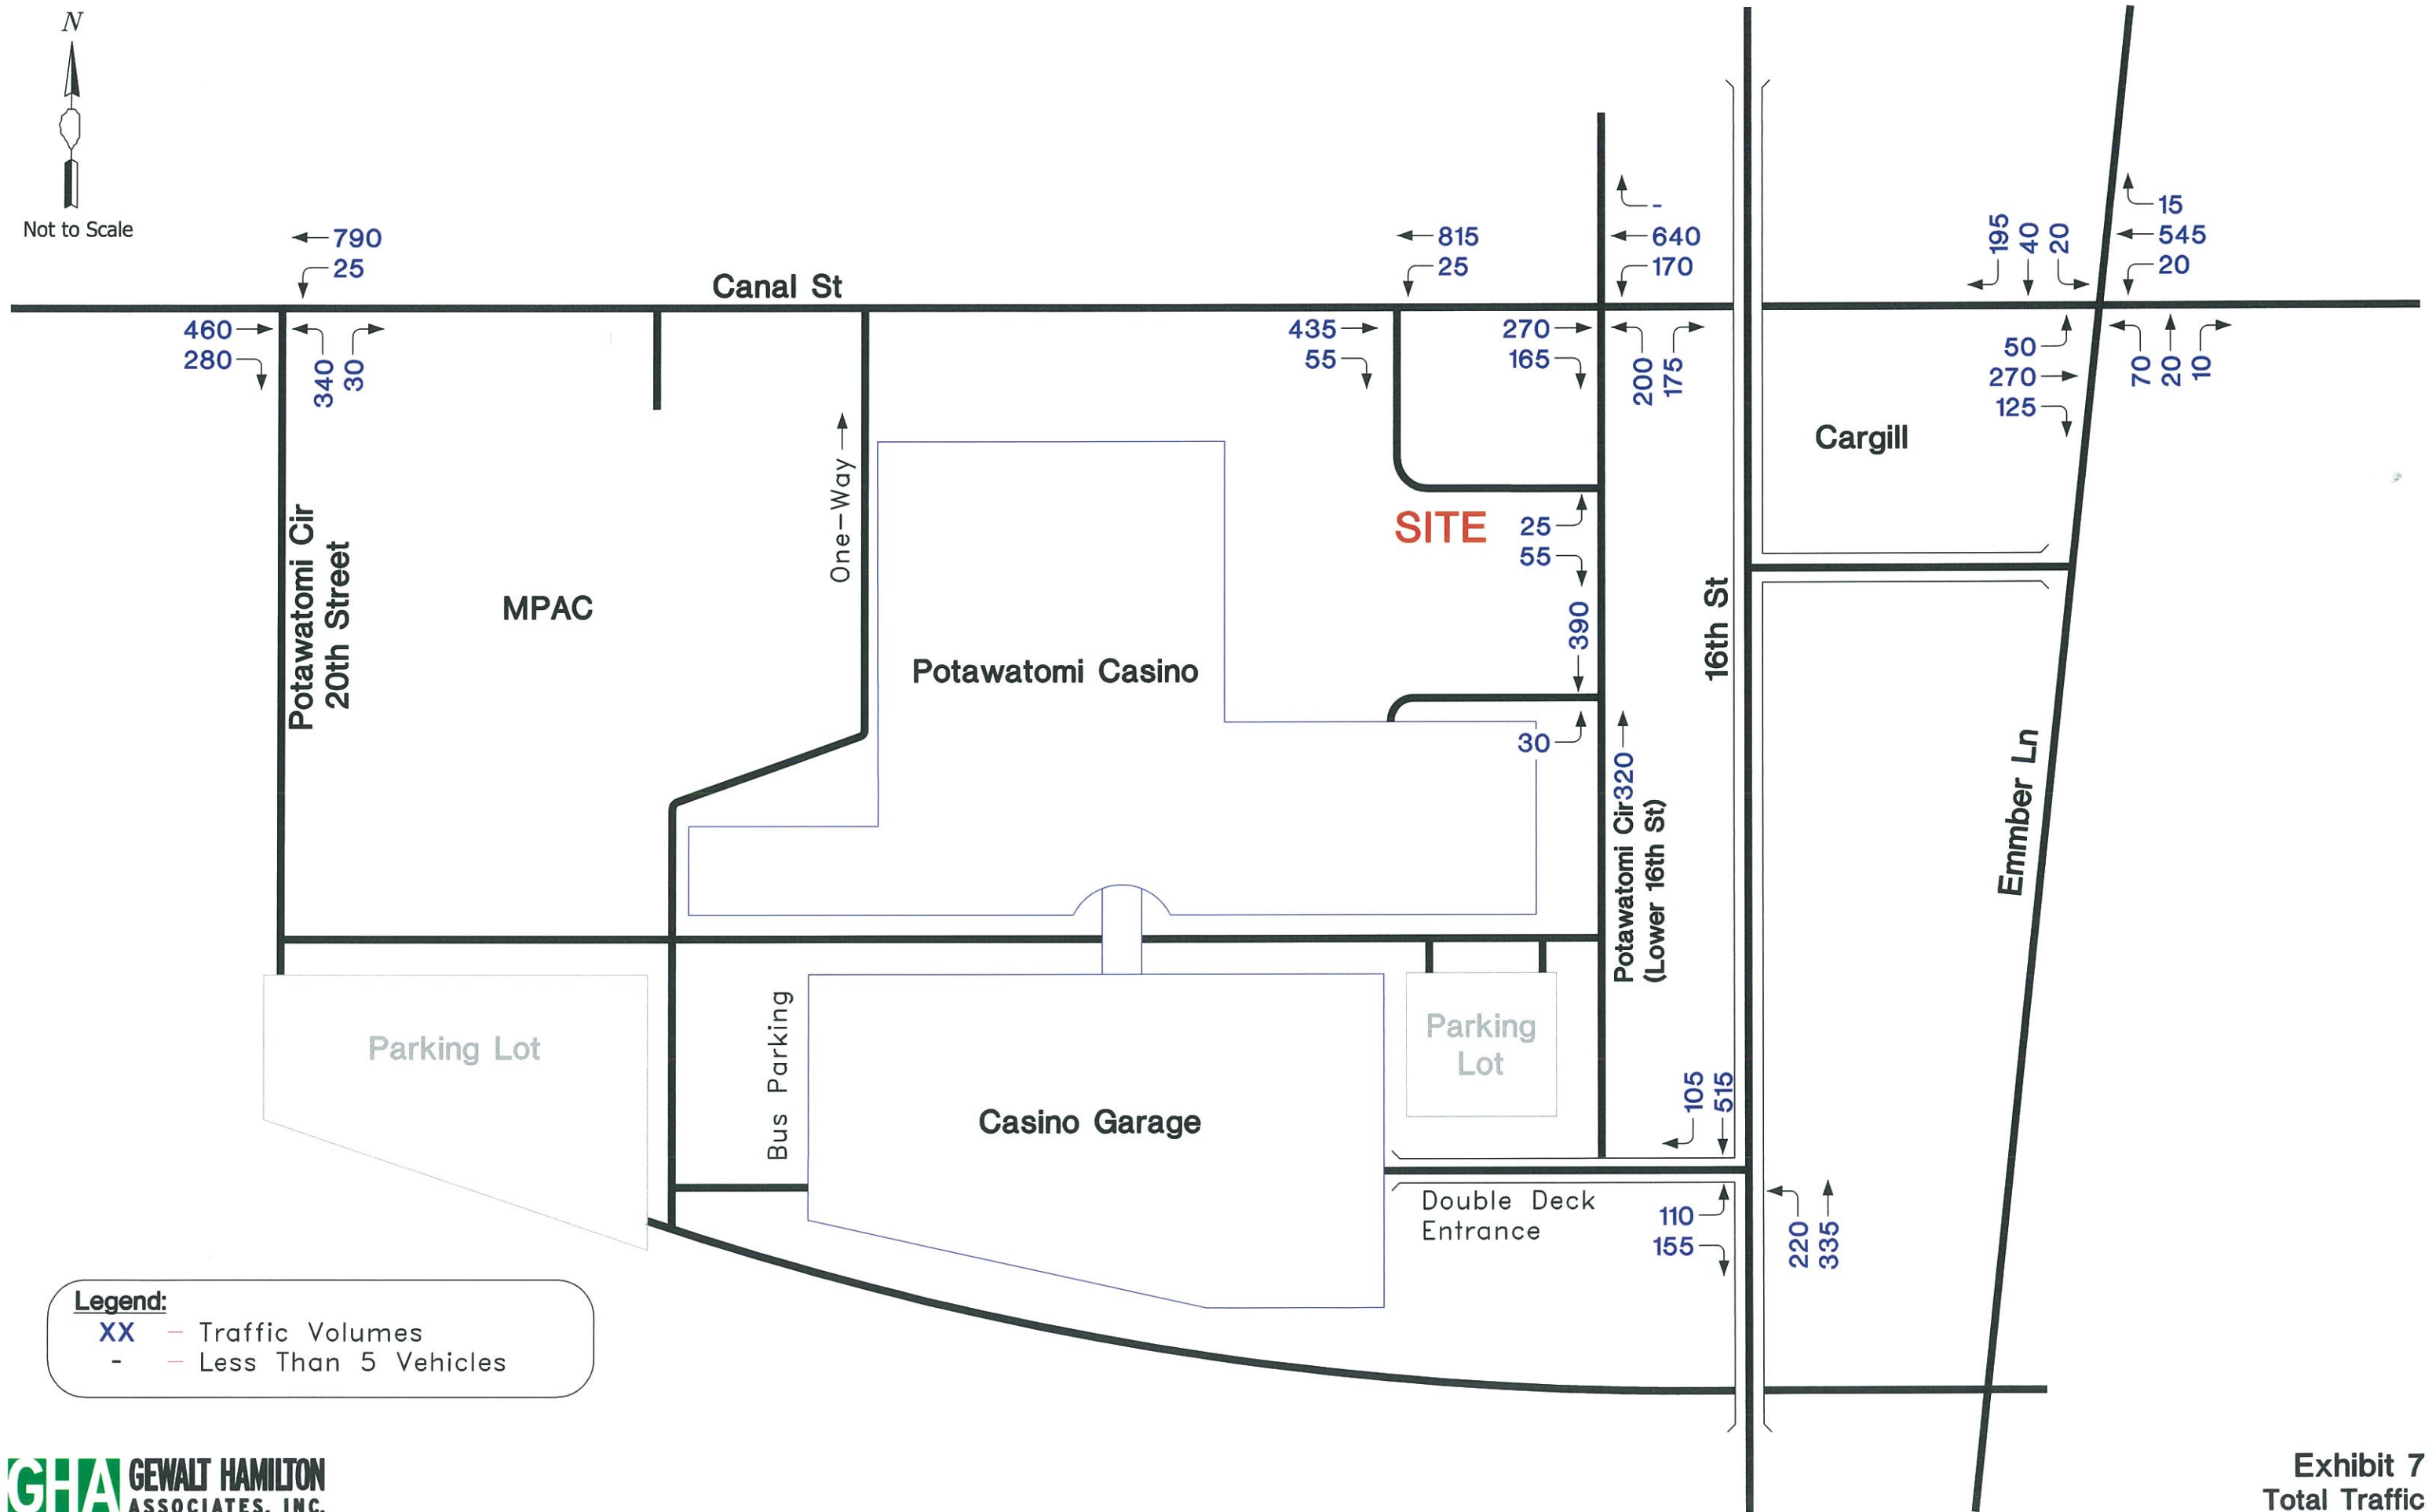 N
Not to Scale
790
25
Canal St
460
280
340
30
815
25
-
640
170
435
55
270
165
200
175
195
40
20
15
545
20
50
270
125
70
20
10
Cargill
One-Way
Potawatomi Cir
20th Street
MPAC
SITE
25
55
390
Potawatomi Casino
16th St
30
320
Potawatomi Cir
(Lower 16th St)
Emmber Ln
Parking Lot
Bus Parking
Casino Garage
Parking
Lot
105
515
Double Deck
Entrance
110
155
220
335
Legend:
XX - Traffic Volumes
- - Less Than 5 Vehicles
GHA GEWALT HAMILTON
ASSOCIATES, INC.
Exhibit 7
Total Traffic